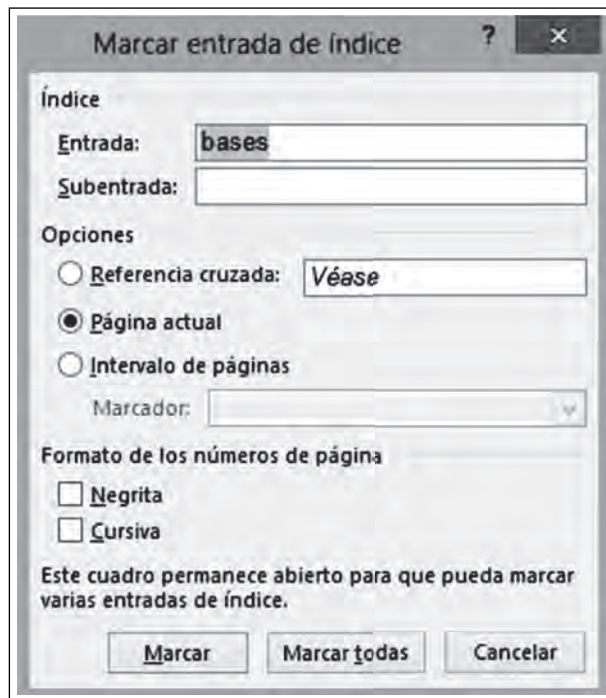 Marcar entrada de índice ? ×
Índice
Entrada: bases
Subentrada:
Opciones
Referencia cruzada: Véase
Página actual
Intervalo de páginas
Marcador:
Formato de los números de página
Negrita
Cursiva
Este cuadro permanece abierto para que pueda marcar
varias entradas de índice.
Marcar Marcar todas Cancelar